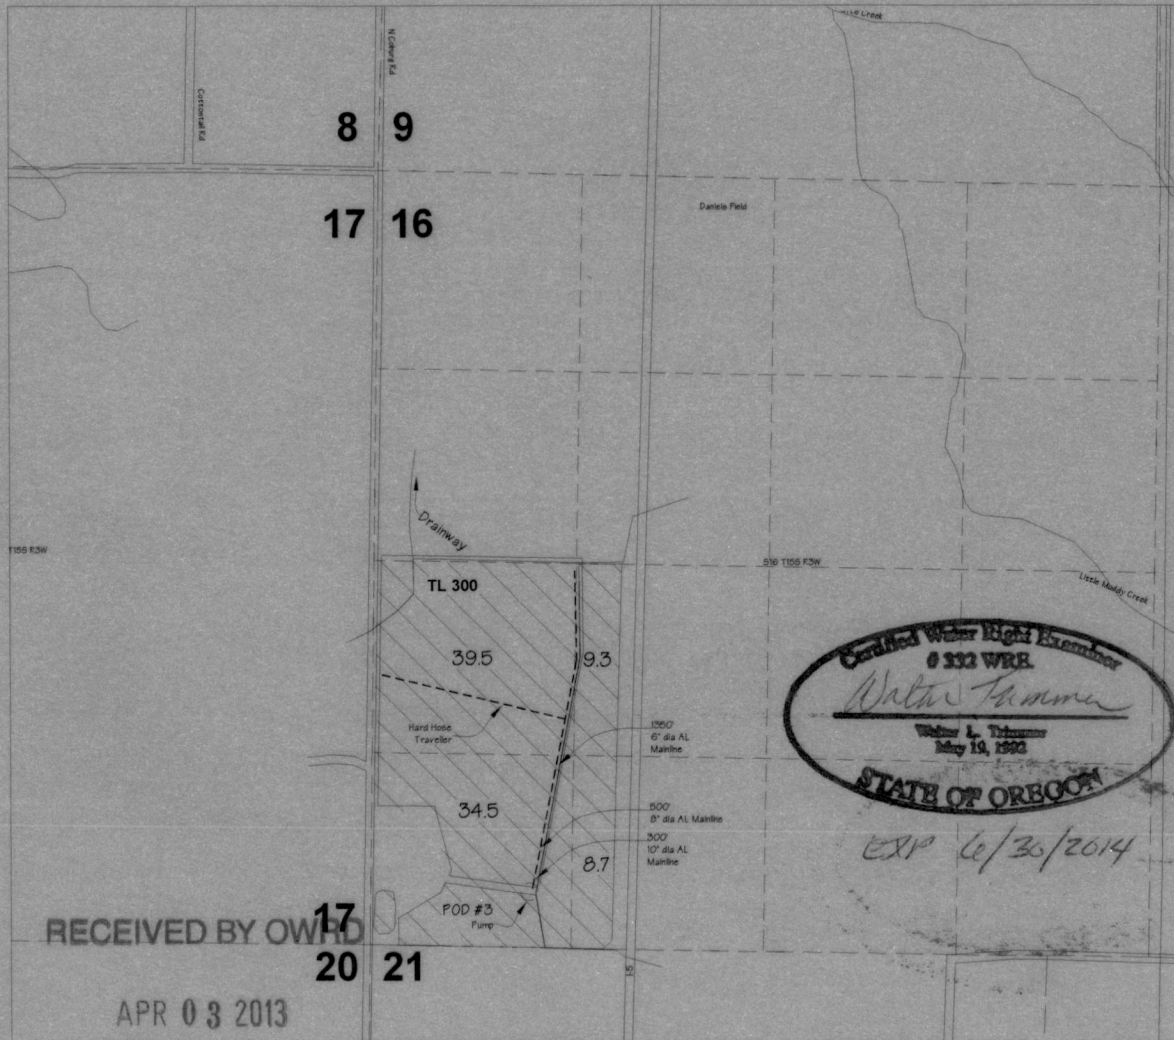 N Coburg Rd
Cottontail Rd
8 9
17 16
Daniels Field
Drainway
T15S R3W
S16 T15S R3W
Little Muddy Creek
TL 300
39.5
9.3
Hard Hose
Traveller
1350'
6" dia AL
Mainline
34.5
500'
8" dia AL Mainline
300'
10" dia AL
Mainline
8.7
POD #3
Pump
17
20 21
I-5
Certified Water Right Examiner
# 332 WRE
Walter L. Trimmer
May 19, 1992
STATE OF OREGON
EXP 6/30/2014
RECEIVED BY OWRD
APR 03 2013